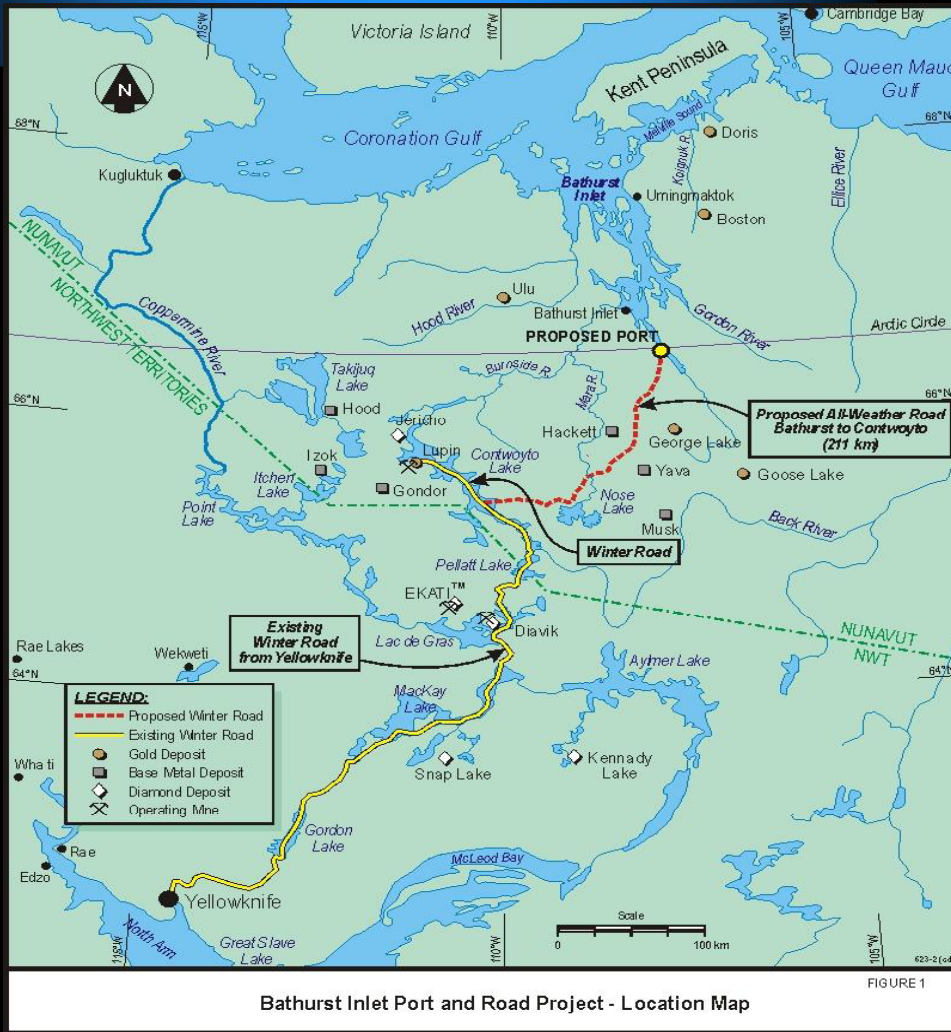 Cambridge Bay
115°W
Victoria Island
110°W
105°W
Kent Peninsula
Queen Maud
Gulf
N
68°N
Coronation Gulf
Melville Sound
Doris
68°N
Koignuk R.
Kugluktuk
Bathurst
Inlet
Umingmaktok
Ellice River
Boston
NUNAVUT
NORTHWEST TERRITORIES
Coppermine River
Ulu
Hood River
Bathurst Inlet
Gordon River
Arctic Circle
PROPOSED PORT
Takijuq
Lake
Burnside R.
Mara R.
66°N
66°N
Hood
Jericho
Proposed All-Weather Road
Bathurst to Contwoyto
(211 km)
Hackett
George Lake
Lupin
Contwoyto
Lake
Izok
Itchen
Lake
Gondor
Yava
Goose Lake
Point
Lake
Nose
Lake
Musk
Back River
Winter Road
Pellatt Lake
EKATI™
Existing
Winter Road
from Yellowknife
Diavik
Lac de Gras
NUNAVUT
NWT
Rae Lakes
Wekweti
Aylmer Lake
64°N
64°N
MacKay
Lake
LEGEND:
Proposed Winter Road
Existing Winter Road
Gold Deposit
Base Metal Deposit
Diamond Deposit
Operating Mne
Wha ti
Snap Lake
Kennady
Lake
Gordon
Lake
Rae
Edzo
McLeod Bay
Yellowknife
North Arm
Great Slave
Lake
115°W
110°W
105°W
Scale
0
100 km
FIGURE 1
Bathurst Inlet Port and Road Project - Location Map